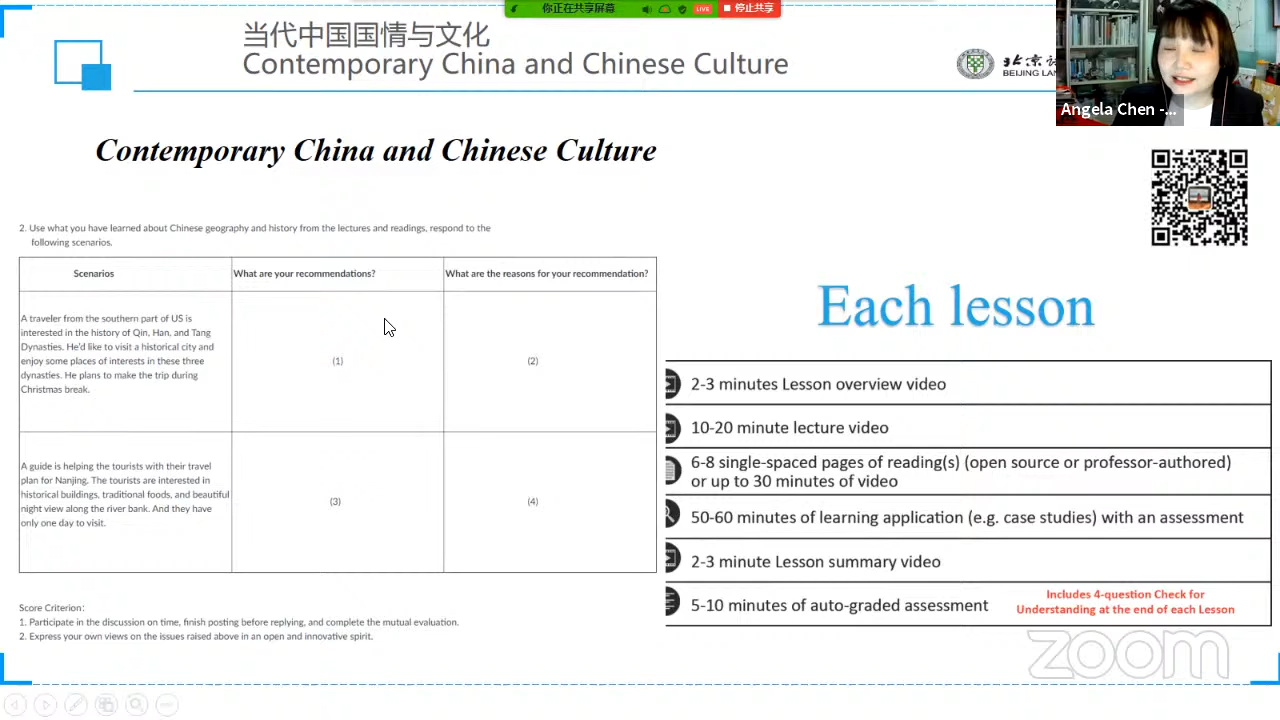 你正在共享屏幕
LIVE
停止共享
当代中国国情与文化
Contemporary China and Chinese Culture
BEIJING LAN
Angela Chen -...
Contemporary China and Chinese Culture
2. Use what you have learned about Chinese geography and history from the lectures and readings, respond to the
following scenarios.
Scenarios
What are your recommendations?
What are the reasons for your recommendation?
A traveler from the southern part of US is
interested in the history of Qin, Han, and Tang
Dynasties. He'd like to visit a historical city and
enjoy some places of interests in these three
dynasties. He plans to make the trip during
Christmas break.
(1)
(2)
A guide is helping the tourists with their travel
plan for Nanjing. The tourists are interested in
historical buildings, traditional foods, and beautiful
night view along the river bank. And they have
only one day to visit.
(3)
(4)
Score Criterion:
1. Participate in the discussion on time, finish posting before replying, and complete the mutual evaluation.
2. Express your own views on the issues raised above in an open and innovative spirit.
Each lesson
2-3 minutes Lesson overview video
10-20 minute lecture video
6-8 single-spaced pages of reading(s) (open source or professor-authored)
or up to 30 minutes of video
50-60 minutes of learning application (e.g. case studies) with an assessment
2-3 minute Lesson summary video
5-10 minutes of auto-graded assessment
Includes 4-question Check for
Understanding at the end of each Lesson
zoom